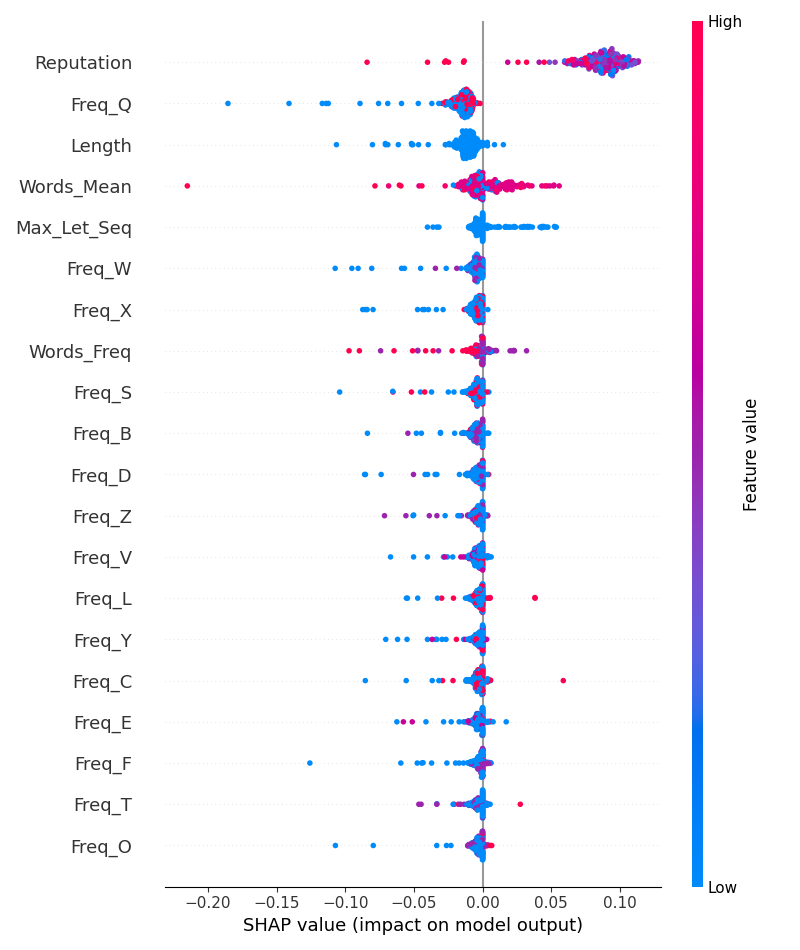 High
Reputation
Freq_Q
Length
Words_Mean
Max_Let_Seq
Freq_W
Freq_X
Words_Freq
Freq_S
Freq_B
Freq_D
Freq_Z
Freq_V
Freq_L
Freq_Y
Freq_C
Freq_E
Freq_F
Freq_T
Freq_O
Feature value
Low
−0.20 −0.15 −0.10 −0.05 0.00 0.05 0.10
SHAP value (impact on model output)